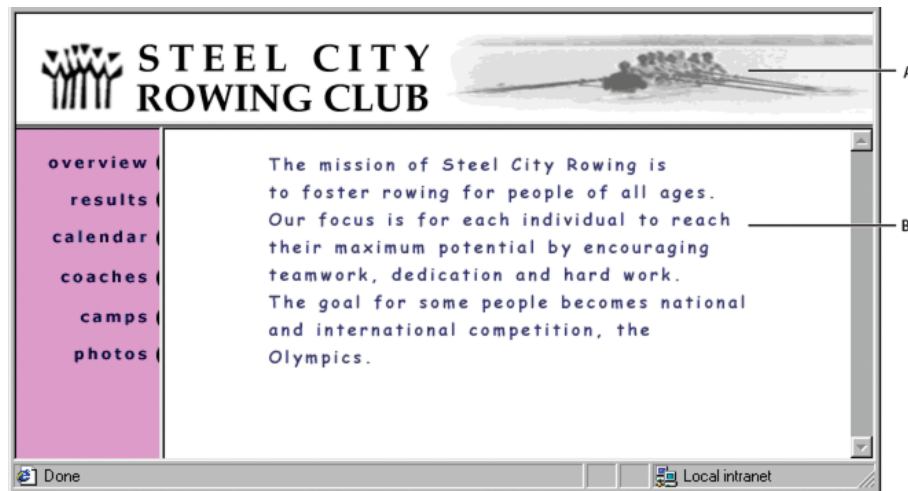 STEEL CITY
ROWING CLUB
A
overview
results
calendar
coaches
camps
photos
The mission of Steel City Rowing is
to foster rowing for people of all ages.
Our focus is for each individual to reach
their maximum potential by encouraging
teamwork, dedication and hard work.
The goal for some people becomes national
and international competition, the
Olympics.
B
Done
Local intranet